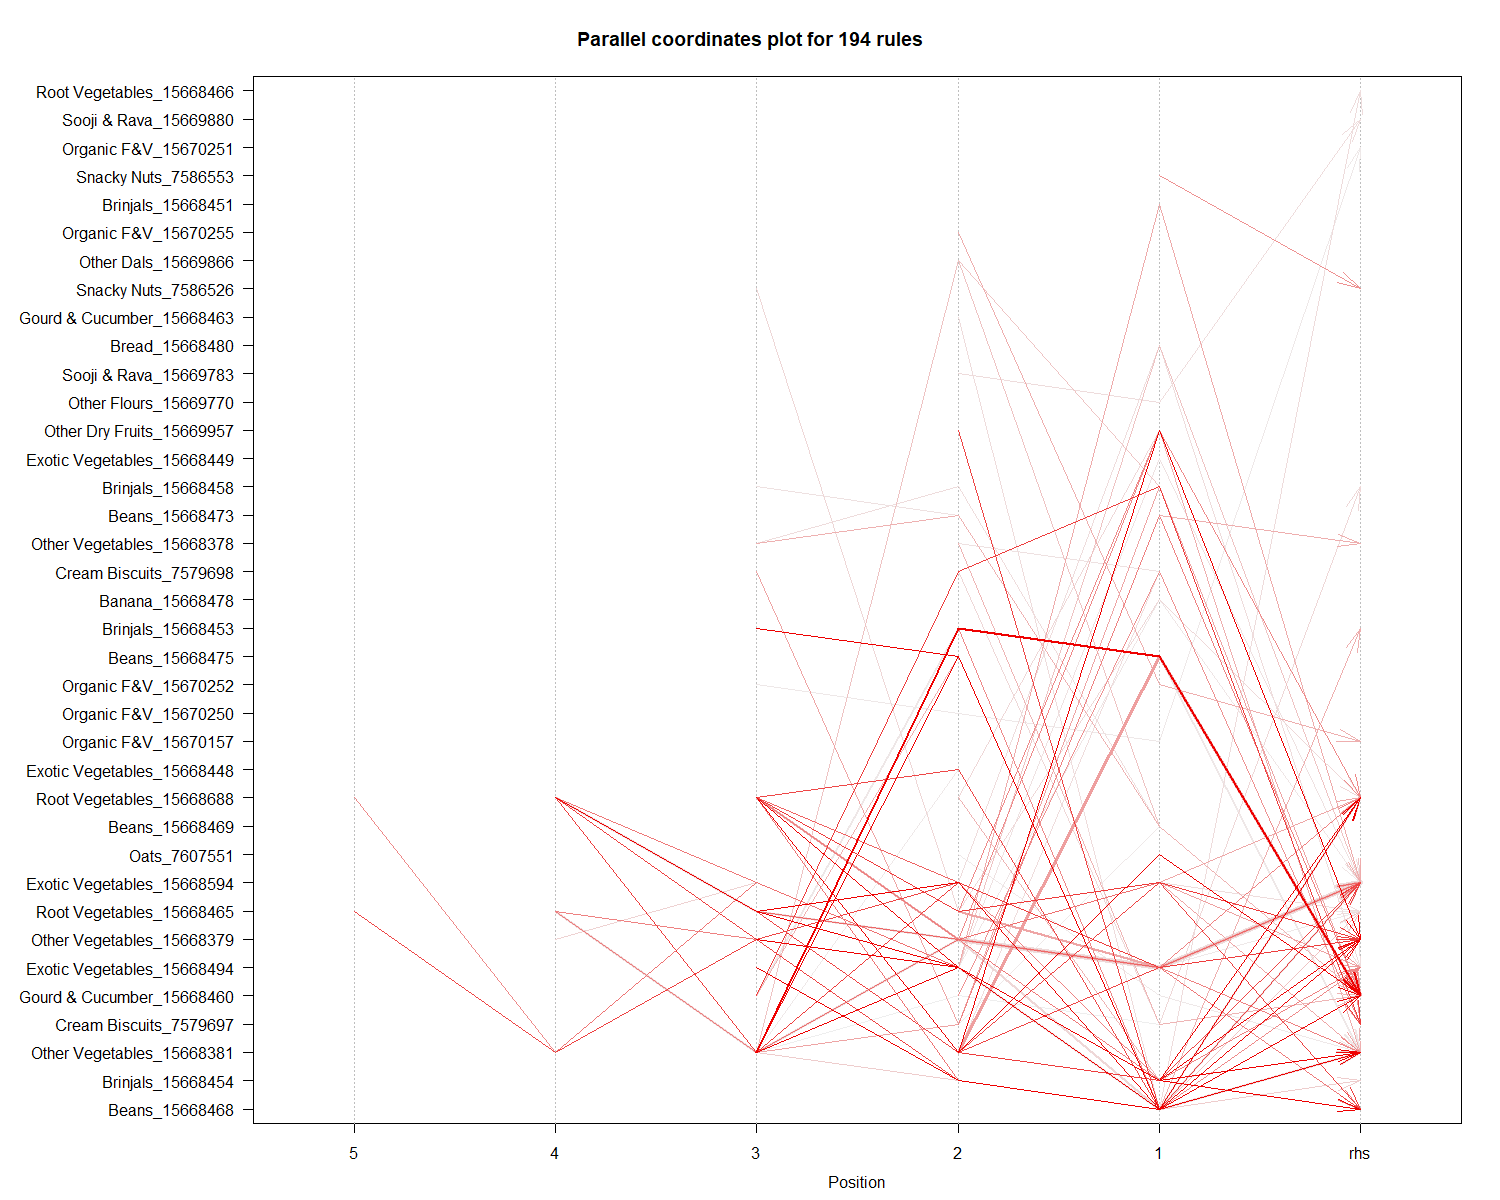 Parallel coordinates plot for 194 rules
Root Vegetables_15668466
Sooji & Rava_15669880
Organic F&V_15670251
Snacky Nuts_7586553
Brinjals_15668451
Organic F&V_15670255
Other Dals_15669866
Snacky Nuts_7586526
Gourd & Cucumber_15668463
Bread_15668480
Sooji & Rava_15669783
Other Flours_15669770
Other Dry Fruits_15669957
Exotic Vegetables_15668449
Brinjals_15668458
Beans_15668473
Other Vegetables_15668378
Cream Biscuits_7579698
Banana_15668478
Brinjals_15668453
Beans_15668475
Organic F&V_15670252
Organic F&V_15670250
Organic F&V_15670157
Exotic Vegetables_15668448
Root Vegetables_15668688
Beans_15668469
Oats_7607551
Exotic Vegetables_15668594
Root Vegetables_15668465
Other Vegetables_15668379
Exotic Vegetables_15668494
Gourd & Cucumber_15668460
Cream Biscuits_7579697
Other Vegetables_15668381
Brinjals_15668454
Beans_15668468
5 4 3 2 1 rhs
Position